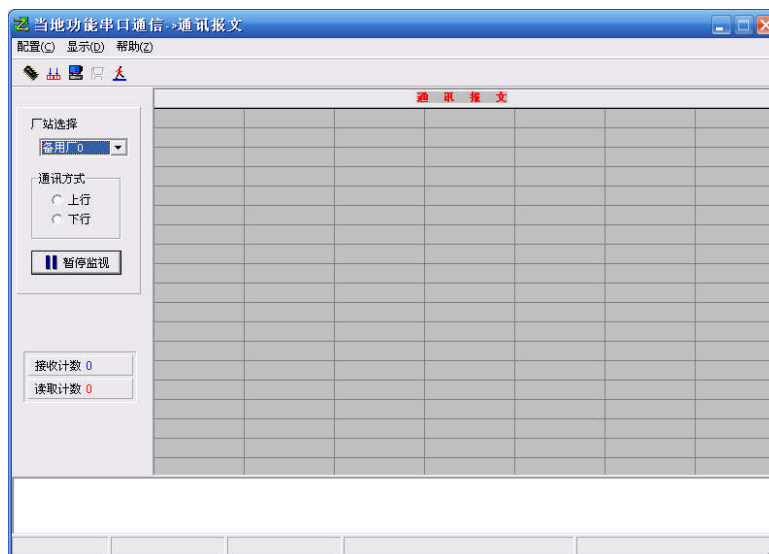 当地功能串口通信->通讯报文
配置(C) 显示(D) 帮助(Z)
通 讯 报 文
厂站选择
备用厂0
通讯方式
上行
下行
暂停监视
接收计数 0
读取计数 0